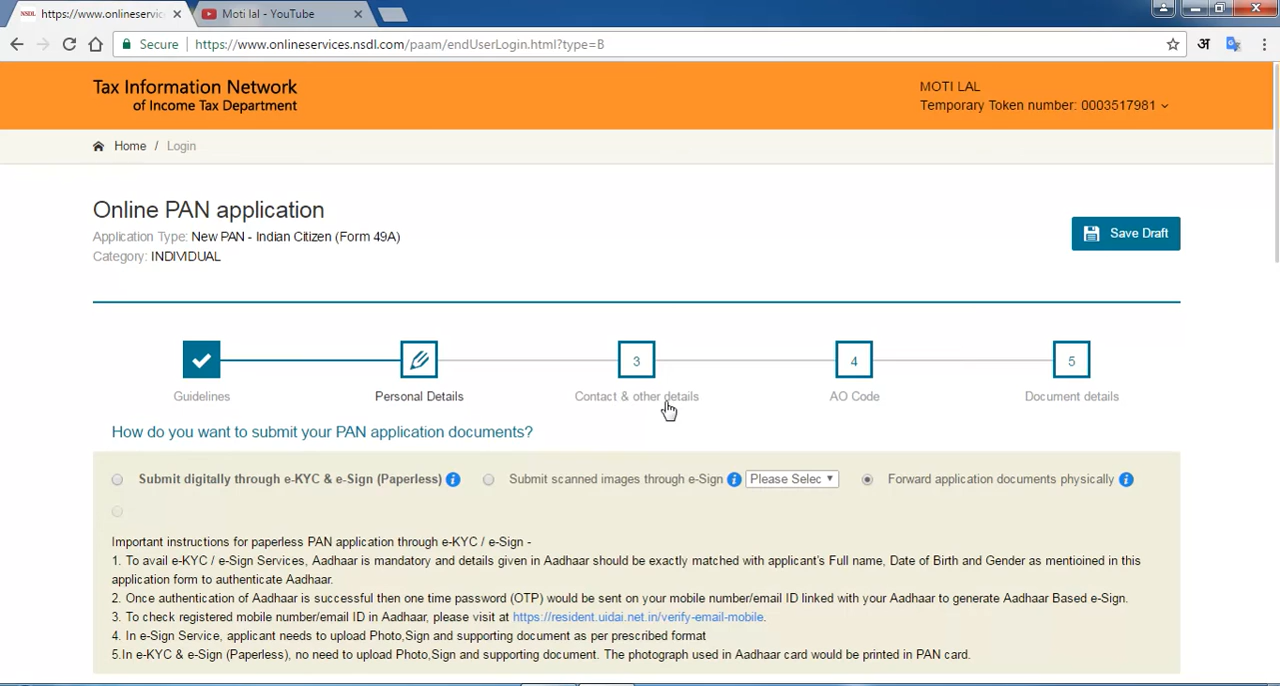 https://www.onlineservic
Moti lal - YouTube
Secure
https://www.onlineservices.nsdl.com/paam/endUserLogin.html?type=B
अ
Tax Information Network
of Income Tax Department
MOTI LAL
Temporary Token number: 0003517981
Home / Login
Online PAN application
Application Type: New PAN - Indian Citizen (Form 49A)
Category: INDIVIDUAL
Save Draft
3
4
5
Guidelines
Personal Details
Contact & other details
AO Code
Document details
How do you want to submit your PAN application documents?
Submit digitally through e-KYC & e-Sign (Paperless)
Submit scanned images through e-Sign
Please Selec
Forward application documents physically
Important instructions for paperless PAN application through e-KYC / e-Sign -
1. To avail e-KYC / e-Sign Services, Aadhaar is mandatory and details given in Aadhaar should be exactly matched with applicant's Full name, Date of Birth and Gender as mentioined in this
application form to authenticate Aadhaar.
2. Once authentication of Aadhaar is successful then one time password (OTP) would be sent on your mobile number/email ID linked with your Aadhaar to generate Aadhaar Based e-Sign.
3. To check registered mobile number/email ID in Aadhaar, please visit at https://resident.uidai.net.in/verify-email-mobile.
4. In e-Sign Service, applicant needs to upload Photo,Sign and supporting document as per prescribed format
5.In e-KYC & e-Sign (Paperless), no need to upload Photo,Sign and supporting document. The photograph used in Aadhaar card would be printed in PAN card.